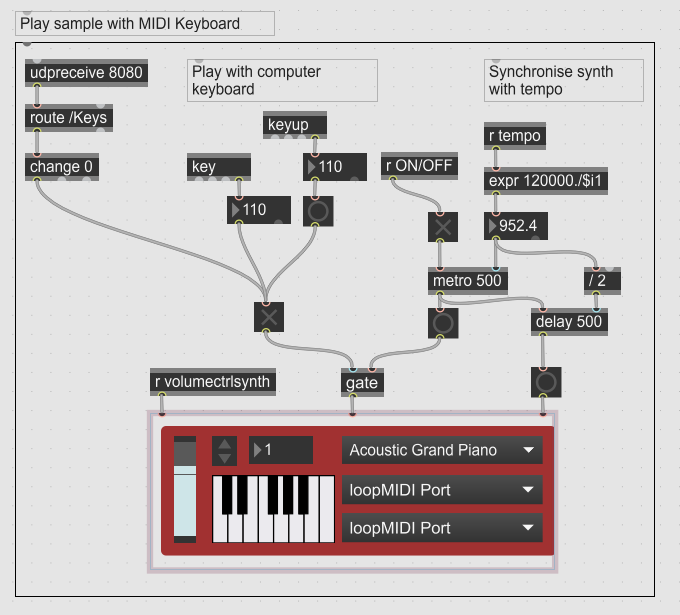 Play sample with MIDI Keyboard
udpreceive 8080
route /Keys
change 0
Play with computer
keyboard
keyup
110
key
110
r ON/OFF
Synchronise synth
with tempo
r tempo
expr 120000./$i1
952.4
metro 500
/ 2
delay 500
r volumectrlsynth
gate
1
Acoustic Grand Piano
loopMIDI Port
loopMIDI Port